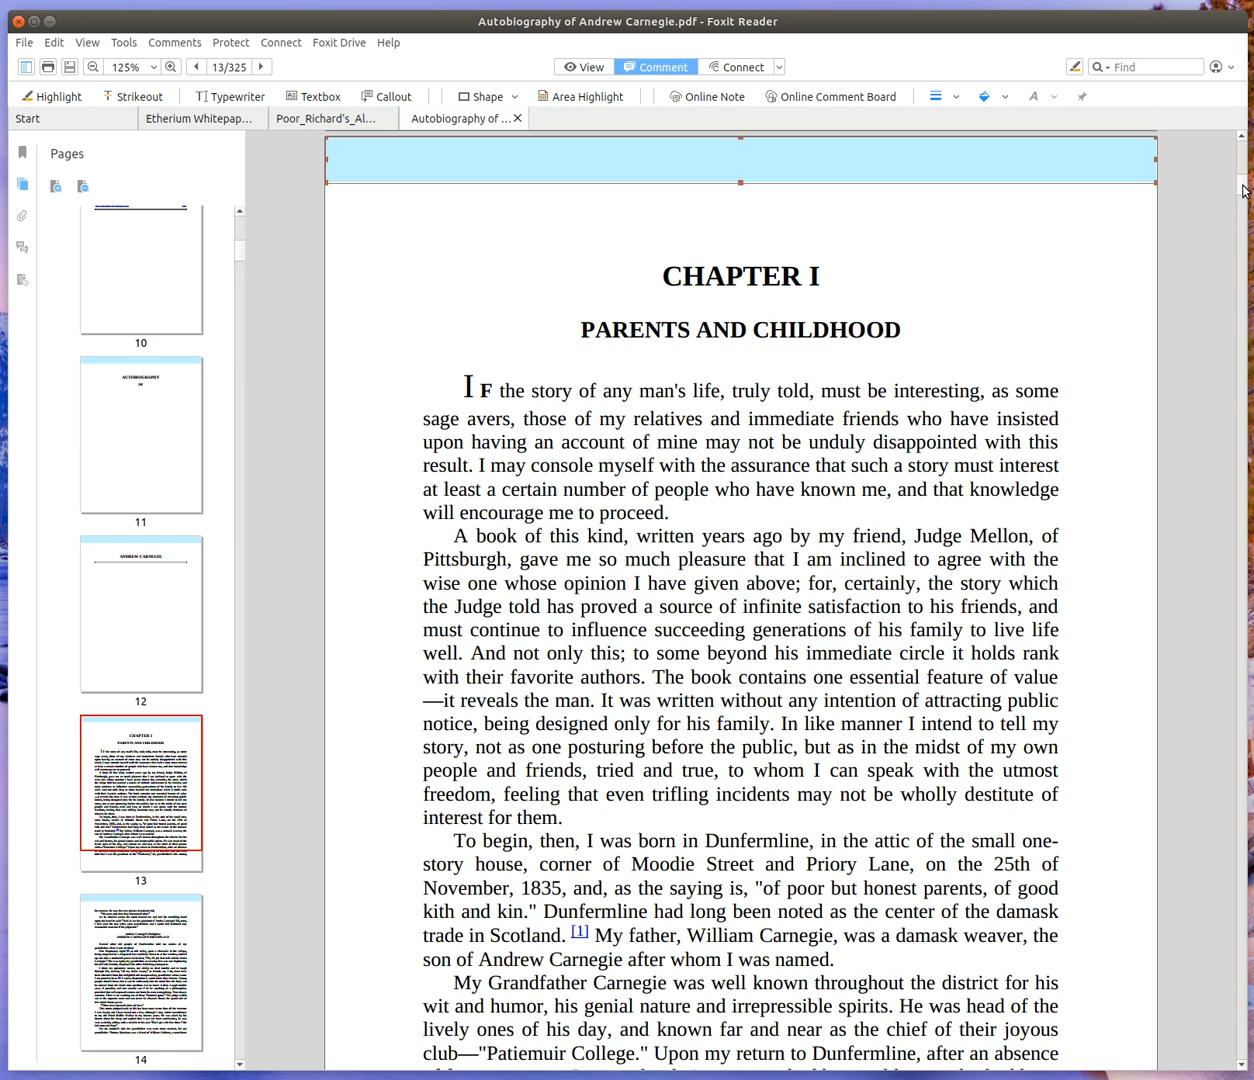 Autobiography of Andrew Carnegie.pdf - Foxit Reader
File Edit View Tools Comments Protect Connect Foxit Drive Help
125% 13/325 View Comment Connect Find
Highlight Strikeout Typewriter Textbox Callout Shape Area Highlight Online Note Online Comment Board
Start Etherium Whitepap... Poor_Richard's_Al... Autobiography of ...
Pages
10
AUTOBIOGRAPHY
OF
11
ANDREW CARNEGIE
12
CHAPTER I
PARENTS AND CHILDHOOD
13
14
CHAPTER I
PARENTS AND CHILDHOOD
IF the story of any man's life, truly told, must be interesting, as some
sage avers, those of my relatives and immediate friends who have insisted
upon having an account of mine may not be unduly disappointed with this
result. I may console myself with the assurance that such a story must interest
at least a certain number of people who have known me, and that knowledge
will encourage me to proceed.
A book of this kind, written years ago by my friend, Judge Mellon, of
Pittsburgh, gave me so much pleasure that I am inclined to agree with the
wise one whose opinion I have given above; for, certainly, the story which
the Judge told has proved a source of infinite satisfaction to his friends, and
must continue to influence succeeding generations of his family to live life
well. And not only this; to some beyond his immediate circle it holds rank
with their favorite authors. The book contains one essential feature of value
—it reveals the man. It was written without any intention of attracting public
notice, being designed only for his family. In like manner I intend to tell my
story, not as one posturing before the public, but as in the midst of my own
people and friends, tried and true, to whom I can speak with the utmost
freedom, feeling that even trifling incidents may not be wholly destitute of
interest for them.
To begin, then, I was born in Dunfermline, in the attic of the small one-
story house, corner of Moodie Street and Priory Lane, on the 25th of
November, 1835, and, as the saying is, "of poor but honest parents, of good
kith and kin." Dunfermline had long been noted as the center of the damask
trade in Scotland. [1] My father, William Carnegie, was a damask weaver, the
son of Andrew Carnegie after whom I was named.
My Grandfather Carnegie was well known throughout the district for his
wit and humor, his genial nature and irrepressible spirits. He was head of the
lively ones of his day, and known far and near as the chief of their joyous
club—"Patiemuir College." Upon my return to Dunfermline, after an absence